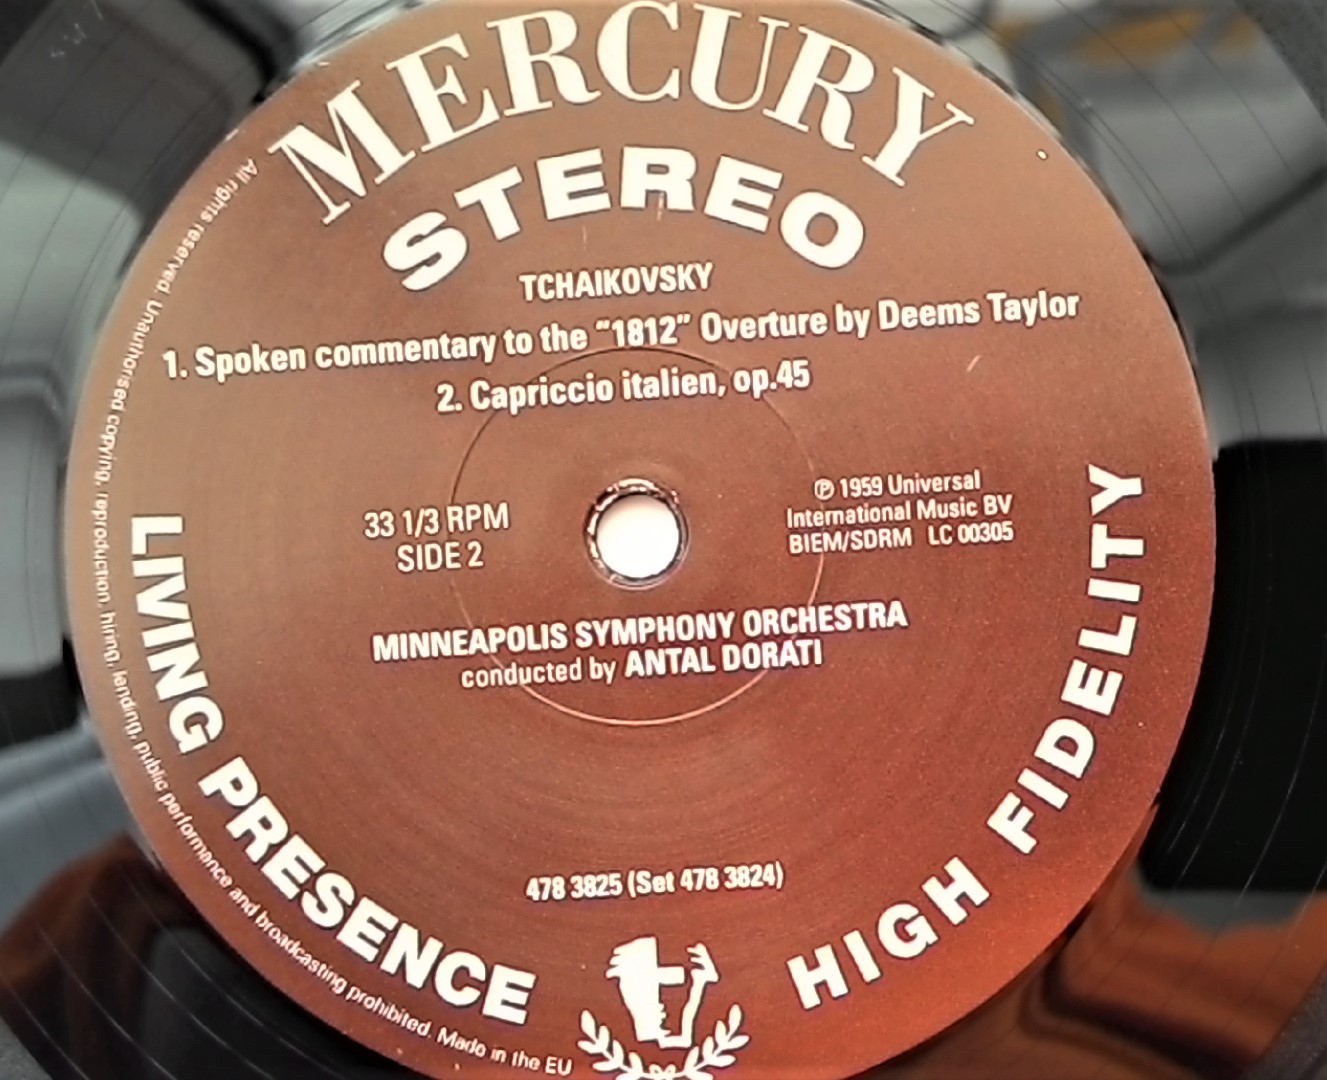 MERCURY
STEREO
TCHAIKOVSKY
1. Spoken commentary to the "1812" Overture by Deems Taylor
2. Capriccio italien, op.45
33 1/3 RPM
SIDE 2
℗ 1959 Universal
International Music BV
BIEM/SDRM LC 00305
MINNEAPOLIS SYMPHONY ORCHESTRA
conducted by ANTAL DORATI
478 3825 (Set 478 3824)
LIVING PRESENCE
HIGH FIDELITY
All rights reserved. Unauthorised copying, reproduction, hiring, lending, public performance and broadcasting prohibited. Made in the EU